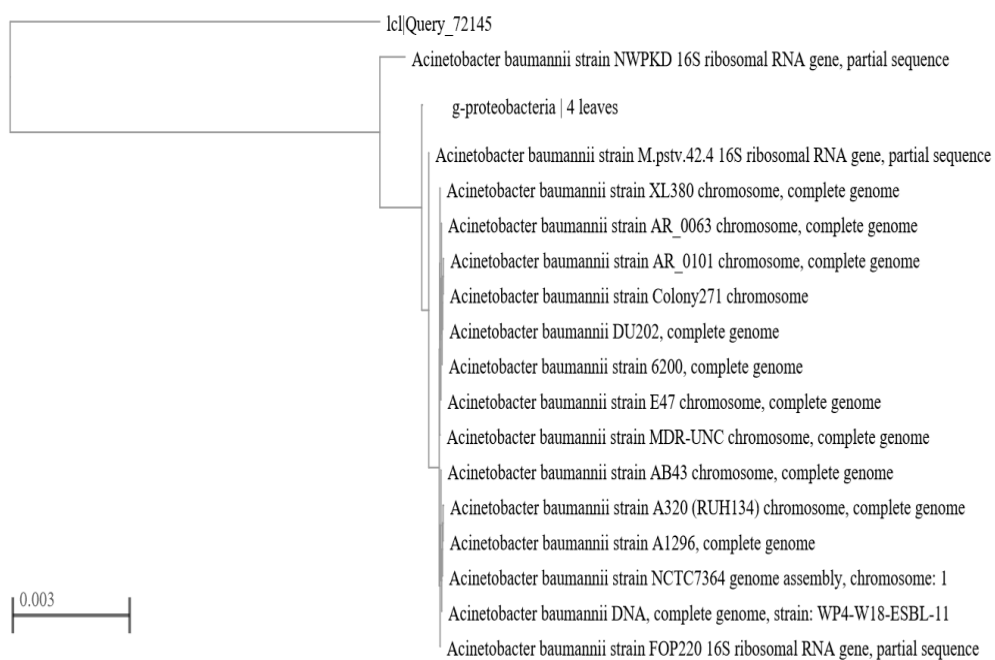 lcl|Query_72145
Acinetobacter baumannii strain NWPKD 16S ribosomal RNA gene, partial sequence
g-proteobacteria | 4 leaves
Acinetobacter baumannii strain M.pstv.42.4 16S ribosomal RNA gene, partial sequence
Acinetobacter baumannii strain XL380 chromosome, complete genome
Acinetobacter baumannii strain AR_0063 chromosome, complete genome
Acinetobacter baumannii strain AR_0101 chromosome, complete genome
Acinetobacter baumannii strain Colony271 chromosome
Acinetobacter baumannii DU202, complete genome
Acinetobacter baumannii strain 6200, complete genome
Acinetobacter baumannii strain E47 chromosome, complete genome
Acinetobacter baumannii strain MDR-UNC chromosome, complete genome
Acinetobacter baumannii strain AB43 chromosome, complete genome
Acinetobacter baumannii strain A320 (RUH134) chromosome, complete genome
Acinetobacter baumannii strain A1296, complete genome
Acinetobacter baumannii strain NCTC7364 genome assembly, chromosome: 1
0.003
Acinetobacter baumannii DNA, complete genome, strain: WP4-W18-ESBL-11
Acinetobacter baumannii strain FOP220 16S ribosomal RNA gene, partial sequence